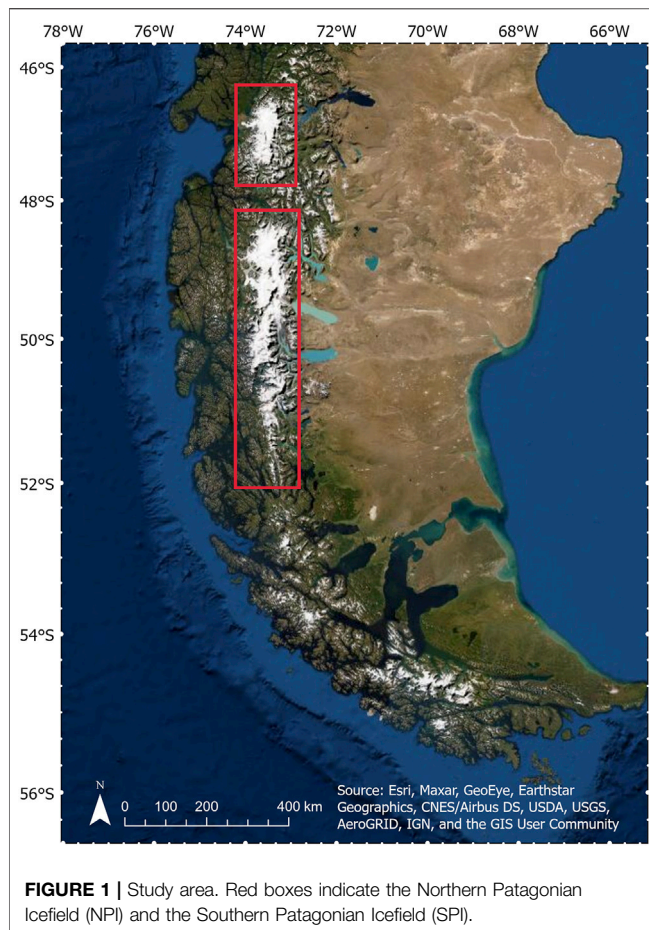 78°W 76°W 74°W 72°W 70°W 68°W 66°W
46°S
48°S
50°S
52°S
54°S
56°S
N
0 100 200 400 km
Source: Esri, Maxar, GeoEye, Earthstar
Geographics, CNES/Airbus DS, USDA, USGS,
AeroGRID, IGN, and the GIS User Community
FIGURE 1 | Study area. Red boxes indicate the Northern Patagonian
Icefield (NPI) and the Southern Patagonian Icefield (SPI).